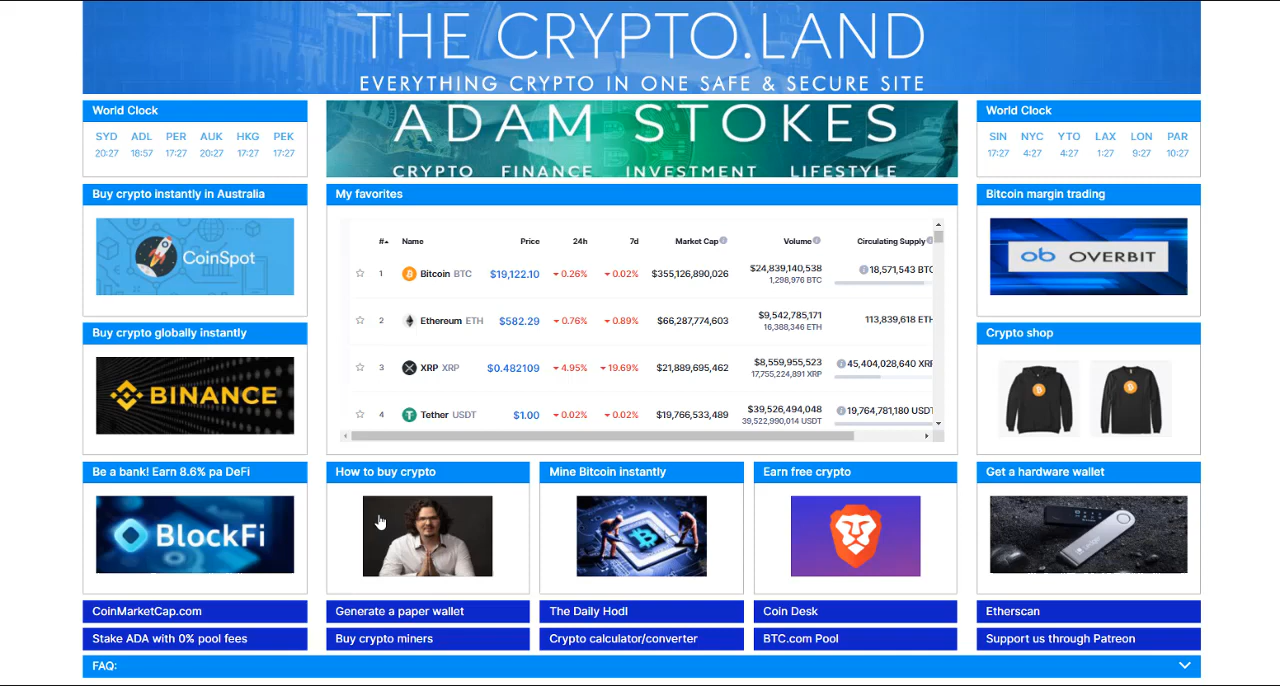 THE CRYPTO.LAND
EVERYTHING CRYPTO IN ONE SAFE & SECURE SITE
World Clock
SYD ADL PER AUK HKG PEK
20:27 18:57 17:27 20:27 17:27 17:27
ADAM STOKES
CRYPTO FINANCE INVESTMENT LIFESTYLE
World Clock
SIN NYC YTO LAX LON PAR
17:27 4:27 4:27 1:27 9:27 10:27
Buy crypto instantly in Australia
CoinSpot
My favorites
# Name Price 24h 7d Market Cap Volume Circulating Supply
1 Bitcoin BTC $19,122.10 0.26% 0.02% $355,126,890,026 $24,839,140,538 18,571,543 BTC
1,298,976 BTC
2 Ethereum ETH $582.29 0.76% 0.89% $66,287,774,603 $9,542,785,171 113,839,618 ETH
16,388,346 ETH
3 XRP XRP $0.482109 4.95% 19.69% $21,889,695,462 $8,559,955,523 45,404,028,640 XRP
17,755,224,891 XRP
4 Tether USDT $1.00 0.02% 0.02% $19,766,533,489 $39,526,494,048 19,764,781,180 USDT
39,522,990,014 USDT
Bitcoin margin trading
ob OVERBIT
Buy crypto globally instantly
BINANCE
Crypto shop
Be a bank! Earn 8.6% pa DeFi
BlockFi
How to buy crypto
Mine Bitcoin instantly
Earn free crypto
Get a hardware wallet
CoinMarketCap.com
Generate a paper wallet
The Daily Hodl
Coin Desk
Etherscan
Stake ADA with 0% pool fees
Buy crypto miners
Crypto calculator/converter
BTC.com Pool
Support us through Patreon
FAQ: